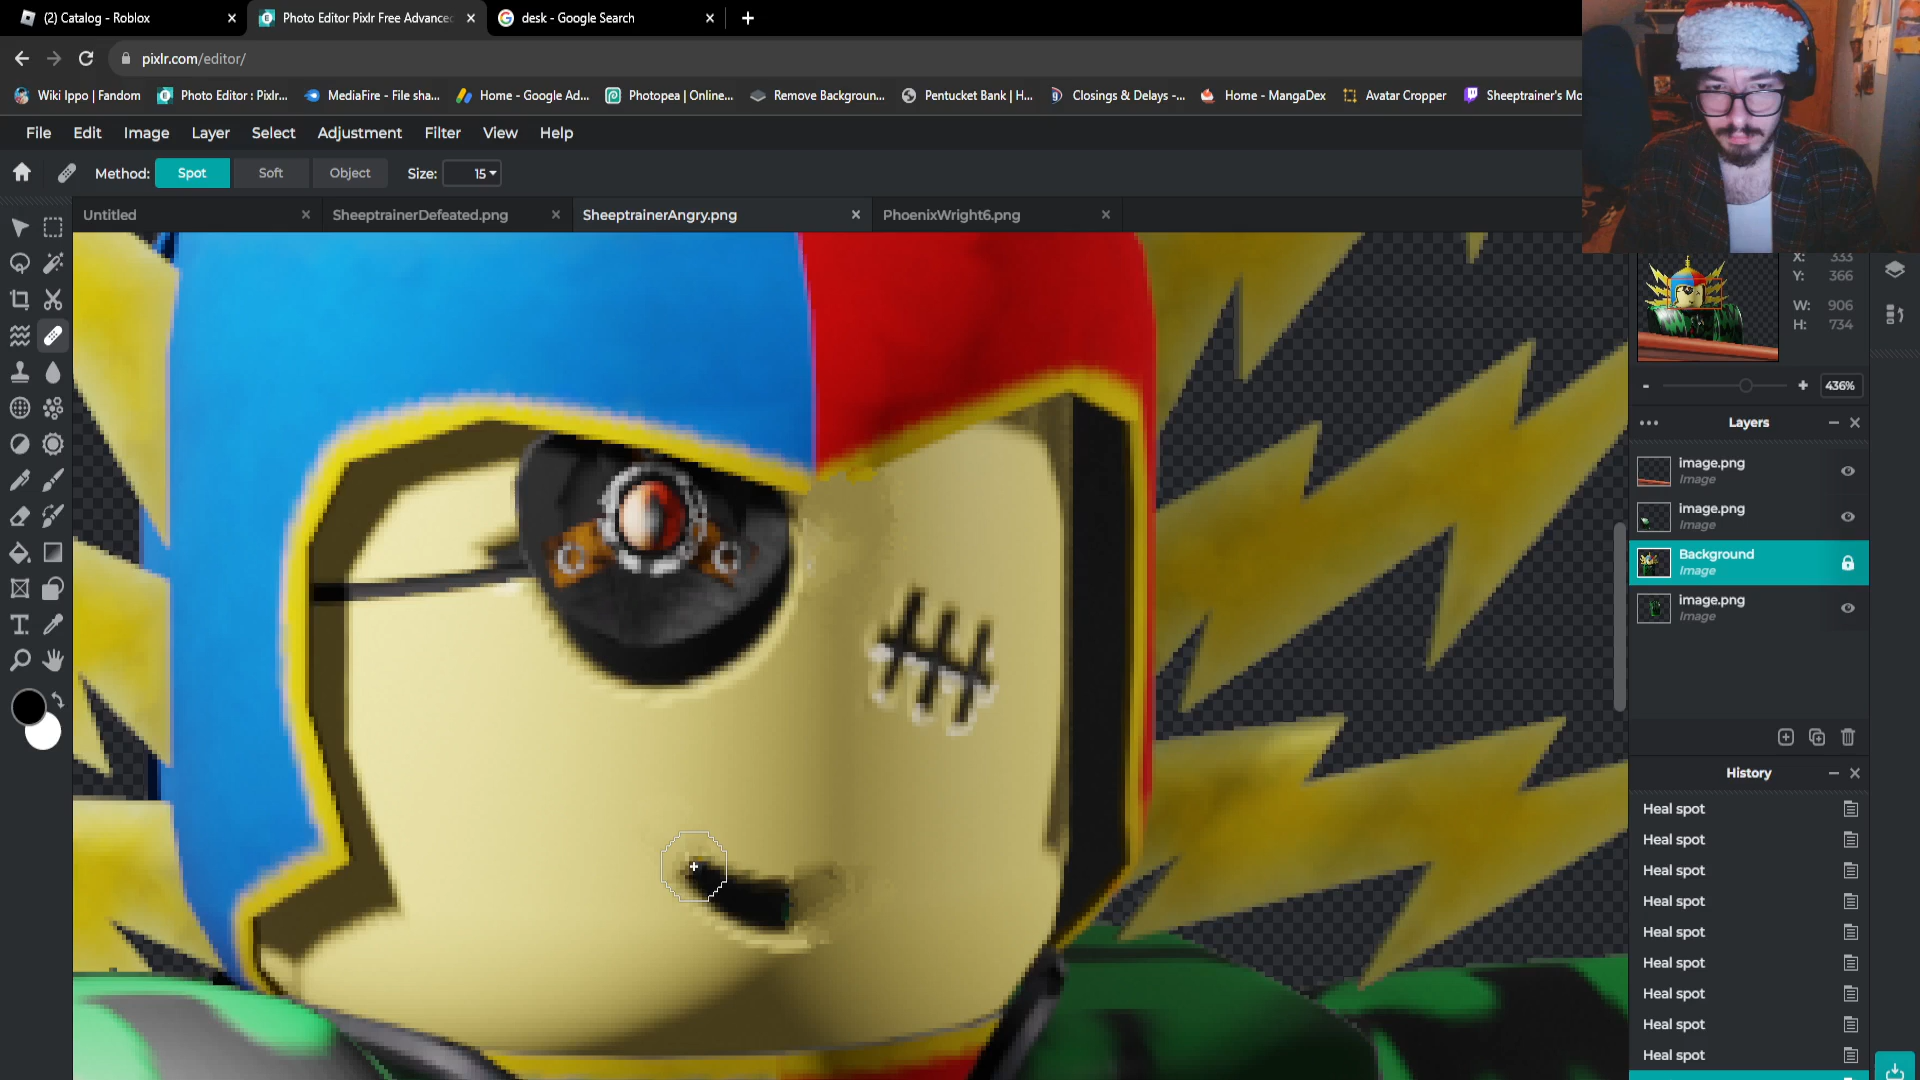 (2) Catalog - Roblox
Photo Editor Pixlr Free Advance
desk - Google Search
pixlr.com/editor/
Wiki Ippo | Fandom
Photo Editor : Pixlr...
MediaFire - File sha...
Home - Google Ad...
Photopea | Online...
Remove Backgroun...
Pentucket Bank | H...
Closings & Delays -...
Home - MangaDex
Avatar Cropper
Sheeptrainer's Mo
File Edit Image Layer Select Adjustment Filter View Help
Method: Spot Soft Object Size: 15
Untitled
SheeptrainerDefeated.png
SheeptrainerAngry.png
PhoenixWright6.png
X: 333
Y: 366
W: 906
H: 734
436%
Layers
image.png
Image
image.png
Image
Background
Image
image.png
Image
History
Heal spot
Heal spot
Heal spot
Heal spot
Heal spot
Heal spot
Heal spot
Heal spot
Heal spot